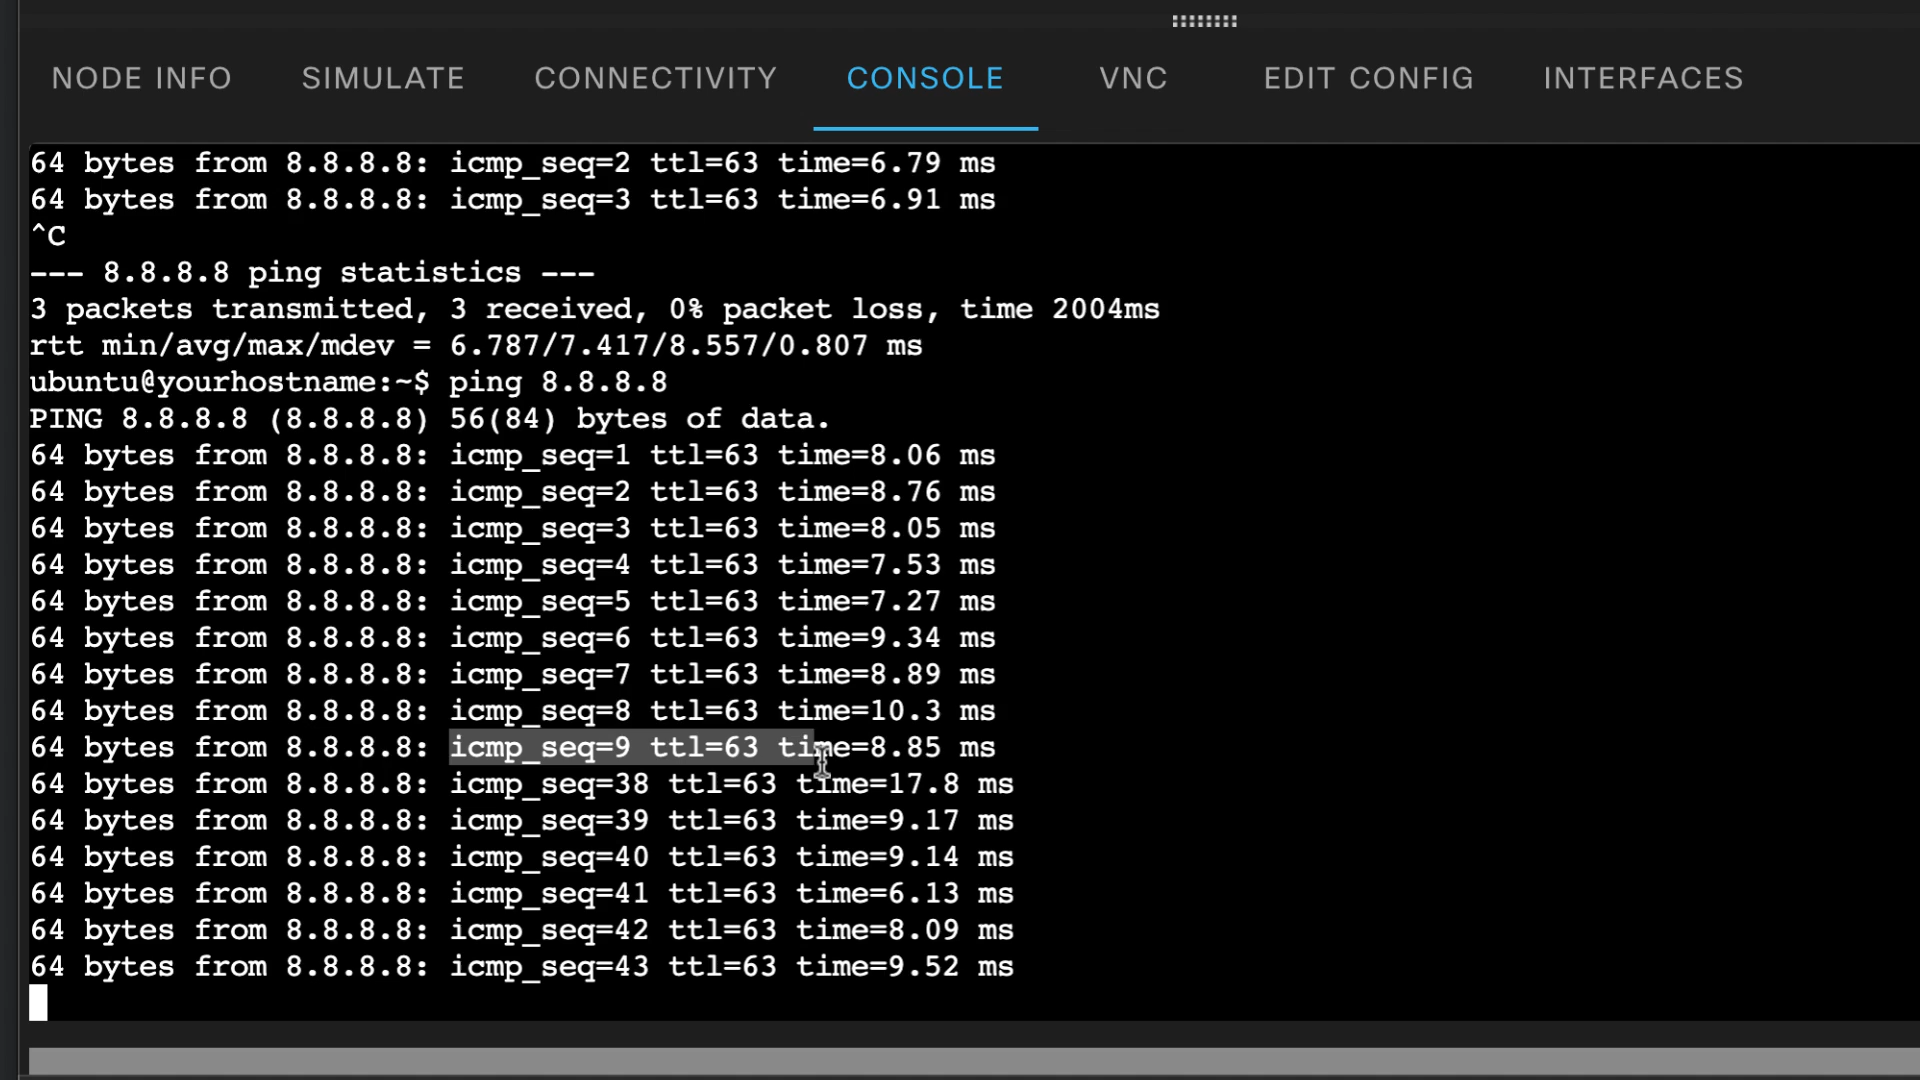 NODE INFO SIMULATE CONNECTIVITY CONSOLE VNC EDIT CONFIG INTERFACES
64 bytes from 8.8.8.8: icmp_seq=2 ttl=63 time=6.79 ms
64 bytes from 8.8.8.8: icmp_seq=3 ttl=63 time=6.91 ms
^C
--- 8.8.8.8 ping statistics ---
3 packets transmitted, 3 received, 0% packet loss, time 2004ms
rtt min/avg/max/mdev = 6.787/7.417/8.557/0.807 ms
ubuntu@yourhostname:~$ ping 8.8.8.8
PING 8.8.8.8 (8.8.8.8) 56(84) bytes of data.
64 bytes from 8.8.8.8: icmp_seq=1 ttl=63 time=8.06 ms
64 bytes from 8.8.8.8: icmp_seq=2 ttl=63 time=8.76 ms
64 bytes from 8.8.8.8: icmp_seq=3 ttl=63 time=8.05 ms
64 bytes from 8.8.8.8: icmp_seq=4 ttl=63 time=7.53 ms
64 bytes from 8.8.8.8: icmp_seq=5 ttl=63 time=7.27 ms
64 bytes from 8.8.8.8: icmp_seq=6 ttl=63 time=9.34 ms
64 bytes from 8.8.8.8: icmp_seq=7 ttl=63 time=8.89 ms
64 bytes from 8.8.8.8: icmp_seq=8 ttl=63 time=10.3 ms
64 bytes from 8.8.8.8: icmp_seq=9 ttl=63 time=8.85 ms
64 bytes from 8.8.8.8: icmp_seq=38 ttl=63 time=17.8 ms
64 bytes from 8.8.8.8: icmp_seq=39 ttl=63 time=9.17 ms
64 bytes from 8.8.8.8: icmp_seq=40 ttl=63 time=9.14 ms
64 bytes from 8.8.8.8: icmp_seq=41 ttl=63 time=6.13 ms
64 bytes from 8.8.8.8: icmp_seq=42 ttl=63 time=8.09 ms
64 bytes from 8.8.8.8: icmp_seq=43 ttl=63 time=9.52 ms